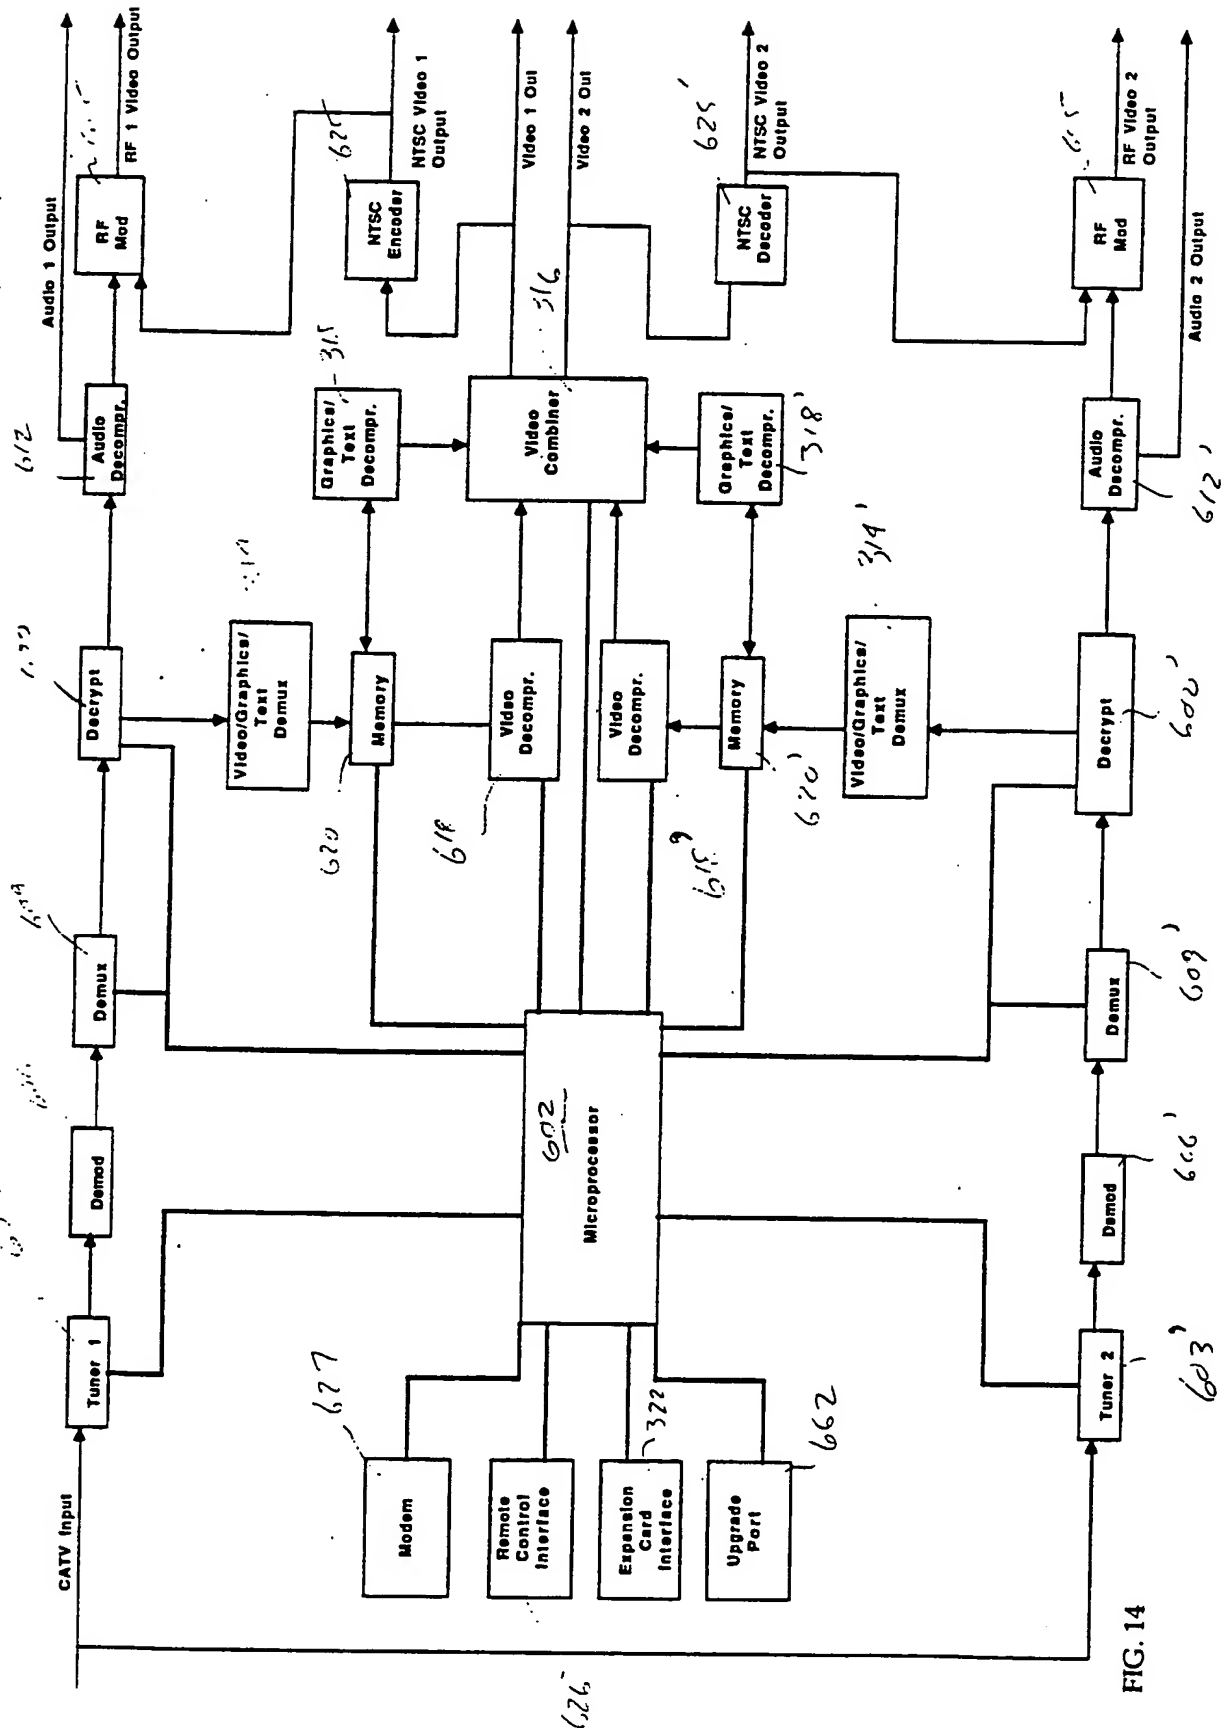 CATV Input
Tuner 1
Demod
Demux
Decrypt
Audio
Decompr.
612
RF
Mod
Audio 1 Output
RF 1 Video Output
Video/Graphics/
Text
Demux
Memory
620
Graphics/
Text
Decompr.
315
NTSC
Encoder
NTSC Video 1
Output
Video
Decompr.
618
Video
Combiner
316
Video 1 Out
Video 2 Out
Modem
627
Remote
Control
Interface
Expansion
Card
Interface
322
Upgrade
Port
662
Microprocessor
602
Video
Decompr.
Memory
620'
Graphics/
Text
Decompr.
318'
NTSC
Decoder
625'
NTSC Video 2
Output
Video/Graphics/
Text
Demux
314'
Tuner 2
603'
Demod
606'
Demux
609'
Decrypt
600'
Audio
Decompr.
612'
RF
Mod
RF Video 2
Output
Audio 2 Output
FIG. 14